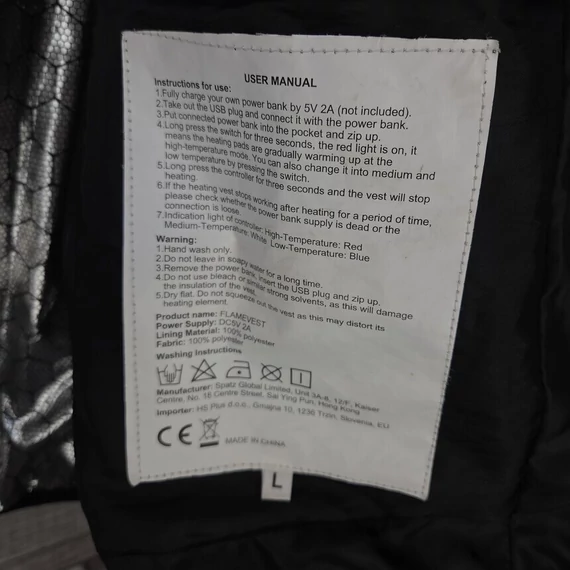 USER MANUAL
Instructions for use:
1.Fully charge your own power bank by 5V 2A (not included).
2.Take out the USB plug and connect it with the power bank.
3.Put connected power bank into the pocket and zip up.
4.Long press the switch for three seconds, the red light is on, it
means the heating pads are gradually warming up at the
high-temperature mode. You can also change it into medium and
low temperature by pressing the switch.
5.Long press the controller for three seconds and the vest will stop
heating.
6.If the heating vest stops working after heating for a period of time,
please check whether the power bank supply is dead or the
connection is loose.
7.Indication light of controller: High-Temperature: Red
Medium-Temperature: White Low-Temperature: Blue
Warning:
1.Hand wash only.
2.Do not leave in soapy water for a long time.
3.Remove the power bank, insert the USB plug and zip up.
4.Do not use bleach or similar strong solvents, as this will damage
the insulation of the vest.
5.Dry flat. Do not squeeze out the vest as this may distort its
heating element.
Product name: FLAMEVEST
Power Supply: DC5V 2A
Lining Material: 100% polyester
Fabric: 100% polyester
Washing Instructions
Manufacturer: Spatz Global Limited, Unit 3A-8, 12/F, Kaiser
Centre, No. 18 Centre Street, Sai Ying Pun, Hong Kong
Importer: HS Plus d.o.o., Gmajna 10, 1236 Trzin, Slovenia, EU
CE MADE IN CHINA
L